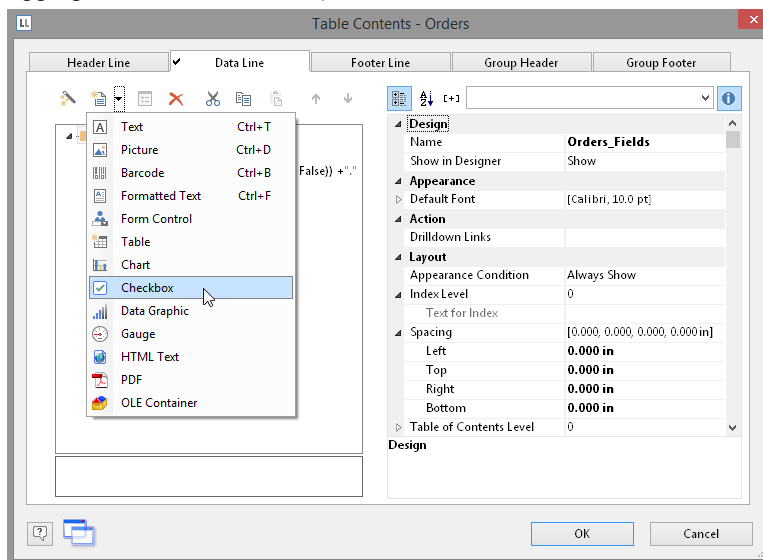 LL Table Contents - Orders
Header Line Data Line Footer Line Group Header Group Footer
Text Ctrl+T
Picture Ctrl+D
Barcode Ctrl+B
Formatted Text Ctrl+F
Form Control
Table
Chart
Checkbox
Data Graphic
Gauge
HTML Text
PDF
OLE Container
False)) +"."
Design
Name Orders_Fields
Show in Designer Show
Appearance
Default Font [Calibri, 10.0 pt]
Action
Drilldown Links
Layout
Appearance Condition Always Show
Index Level 0
Text for Index
Spacing [0.000, 0.000, 0.000, 0.000 in]
Left 0.000 in
Top 0.000 in
Right 0.000 in
Bottom 0.000 in
Table of Contents Level 0
Design
OK Cancel